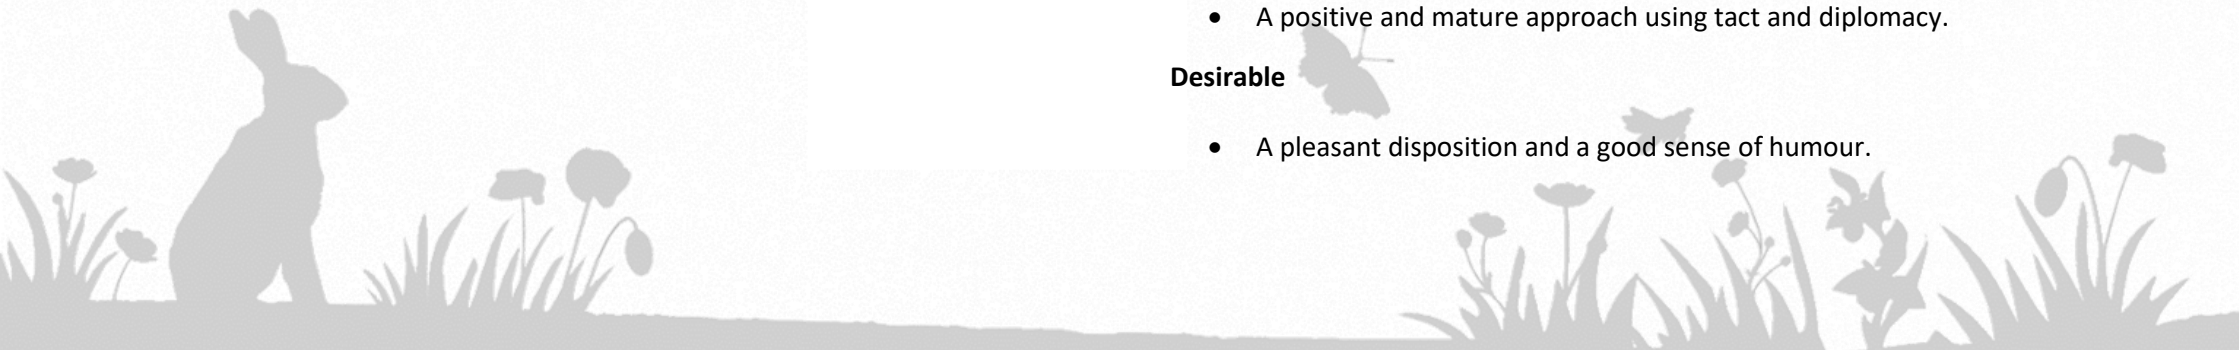 • A positive and mature approach using tact and diplomacy.
Desirable
• A pleasant disposition and a good sense of humour.